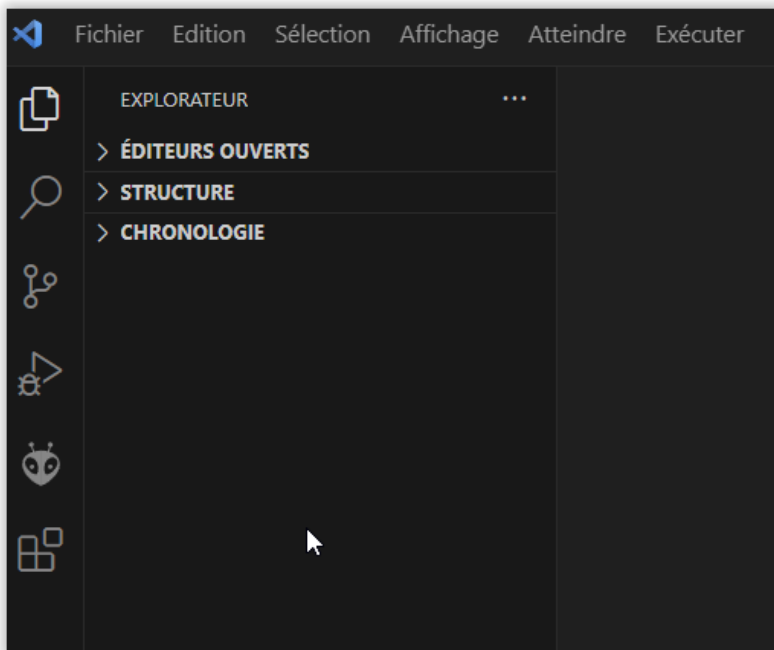 Fichier Edition Sélection Affichage Atteindre Exécuter
EXPLORATEUR
ÉDITEURS OUVERTS
STRUCTURE
CHRONOLOGIE